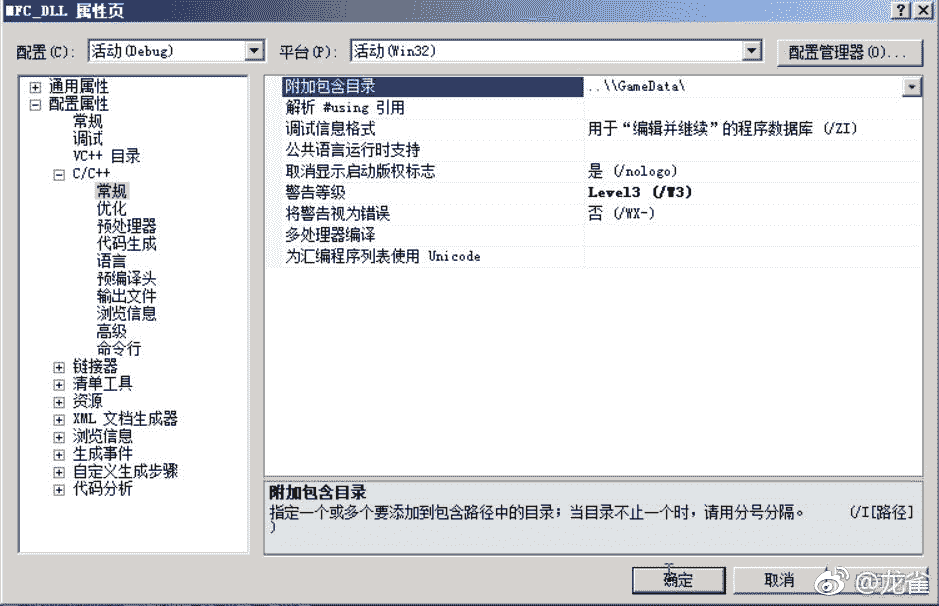 MFC_DLL 属性页
配置(C): 活动(Debug) 平台(P): 活动(Win32) 配置管理器(O)...
通用属性
配置属性
常规
调试
VC++ 目录
C/C++
常规
优化
预处理器
代码生成
语言
预编译头
输出文件
浏览信息
高级
命令行
链接器
清单工具
资源
XML 文档生成器
浏览信息
生成事件
自定义生成步骤
代码分析
附加包含目录 ..\\GameData\
解析 #using 引用
调试信息格式 用于“编辑并继续”的程序数据库 (/ZI)
公共语言运行时支持
取消显示启动版权标志 是 (/nologo)
警告等级 Level3 (/W3)
将警告视为错误 否 (/WX-)
多处理器编译
为汇编程序列表使用 Unicode
附加包含目录
指定一个或多个要添加到包含路径中的目录；当目录不止一个时，请用分号分隔。 (/I[路径]
)
确定 取消
@龙雀